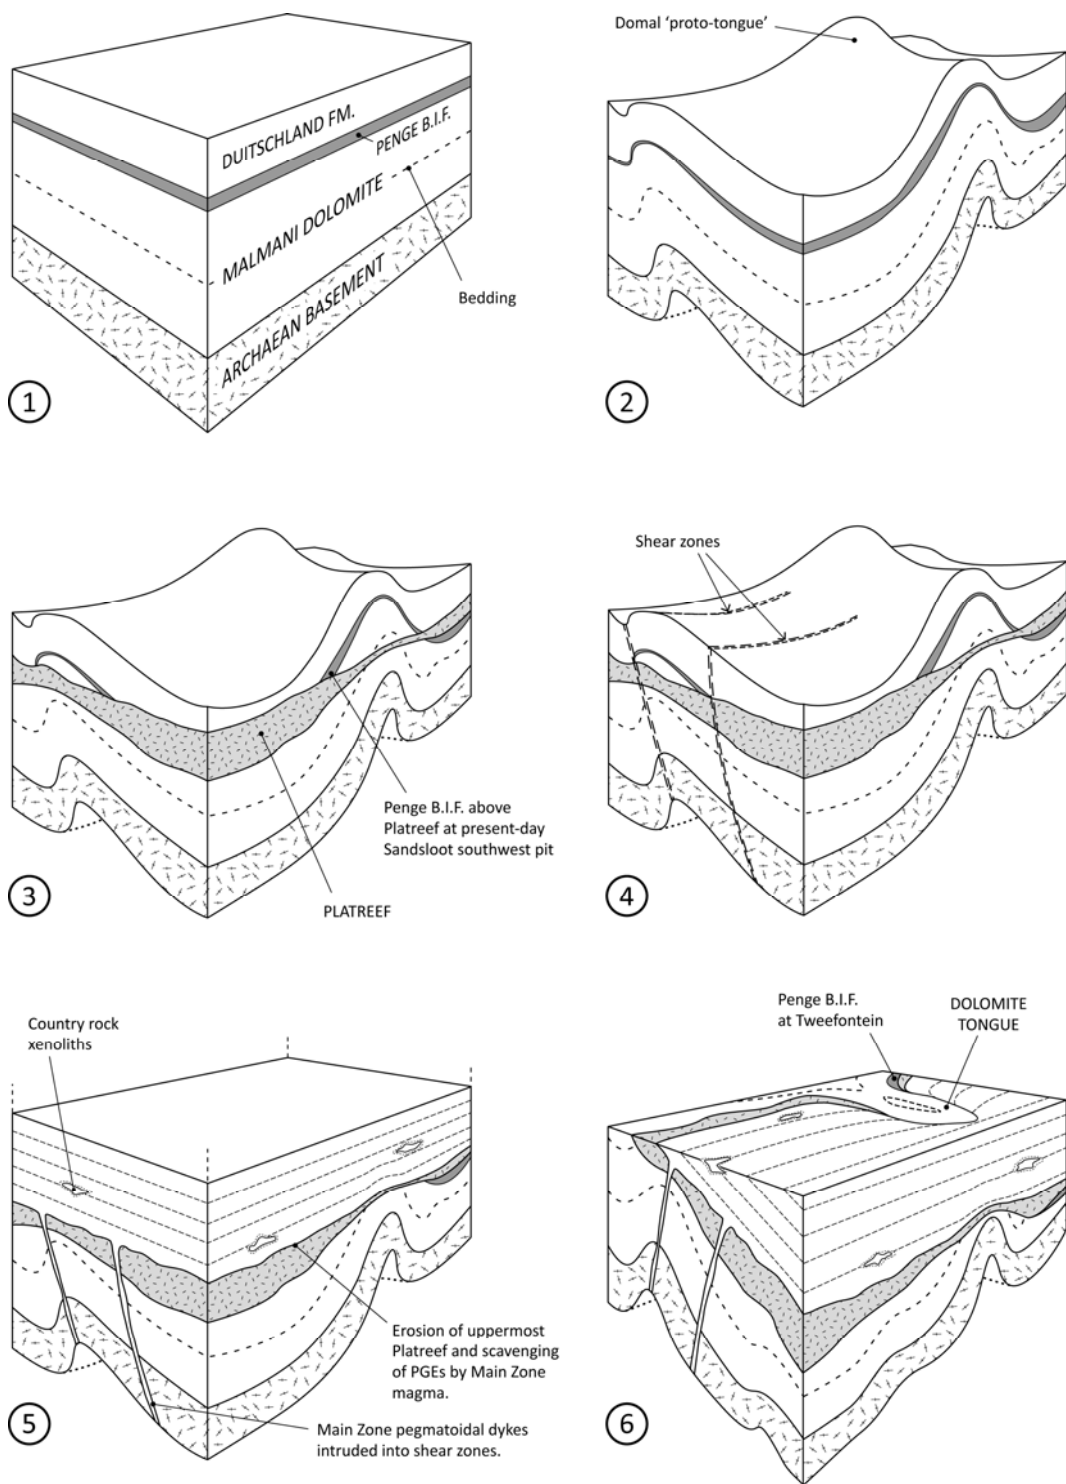 DUITSCHLAND FM.
PENGE B.I.F.
MALMANI DOLOMITE
Bedding
ARCHAEAN BASEMENT
1
Domal ‘proto-tongue’
2
Penge B.I.F. above
Platreef at present-day
Sandsloot southwest pit
PLATREEF
3
Shear zones
4
Country rock
xenoliths
Erosion of uppermost
Platreef and scavenging
of PGEs by Main Zone
magma.
Main Zone pegmatoidal dykes
intruded into shear zones.
5
Penge B.I.F.
at Tweefontein
DOLOMITE
TONGUE
6